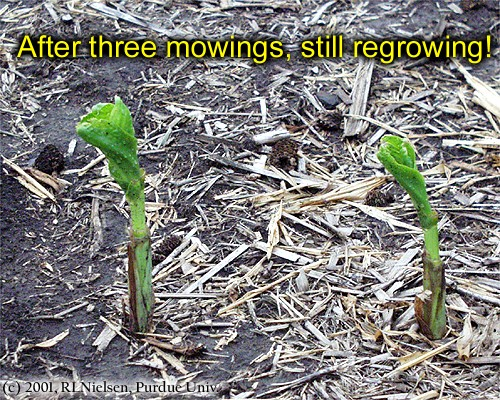 After three mowings, still regrowing!
(c) 2001, RLNielsen, Purdue Univ.